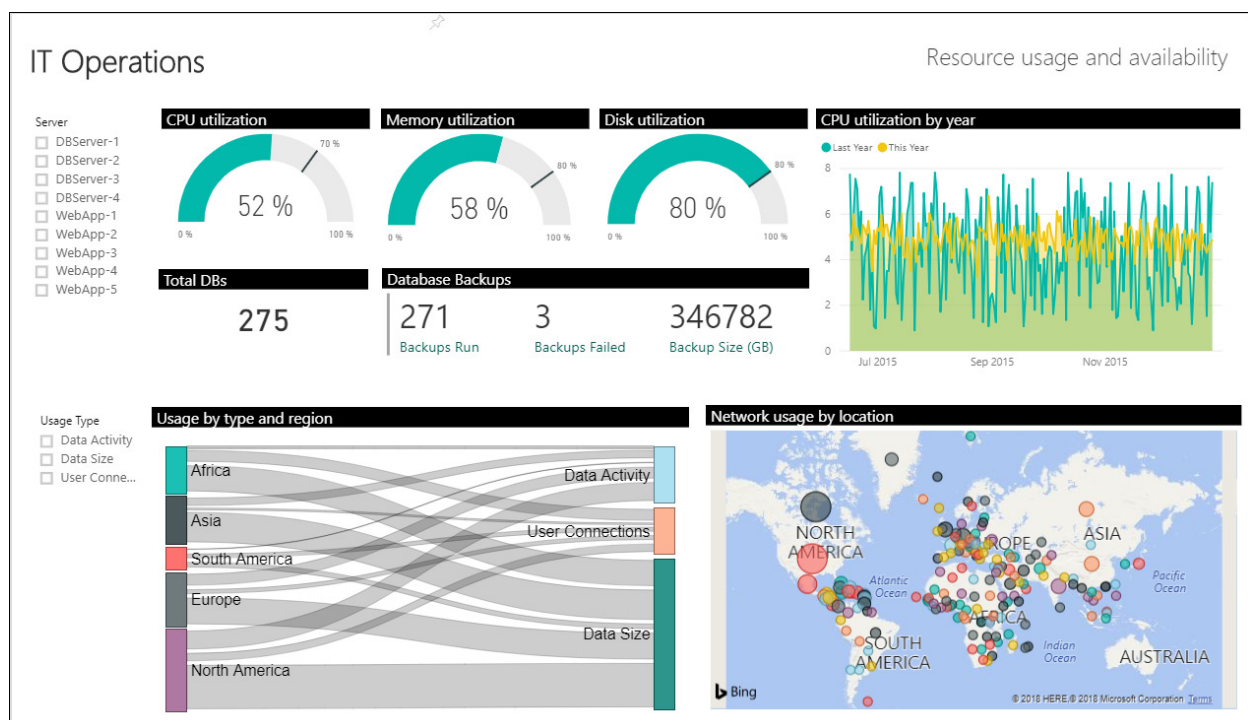 IT Operations
Resource usage and availability
Server
DBServer-1
DBServer-2
DBServer-3
DBServer-4
WebApp-1
WebApp-2
WebApp-3
WebApp-4
WebApp-5
CPU utilization
70 %
52 %
0 %
100 %
Memory utilization
80 %
58 %
0 %
100 %
Disk utilization
80 %
80 %
0 %
100 %
CPU utilization by year
Last Year This Year
8
6
4
2
0
Jul 2015 Sep 2015 Nov 2015
Total DBs
275
Database Backups
271 3 346782
Backups Run Backups Failed Backup Size (GB)
Usage Type
Data Activity
Data Size
User Conne...
Usage by type and region
Africa
Asia
South America
Europe
North America
Data Activity
User Connections
Data Size
Network usage by location
NORTH
AMERICA
ASIA
Atlantic
Ocean
Pacific
Ocean
AFRICA
SOUTH
AMERICA
Indian
Ocean
AUSTRALIA
Bing
© 2018 HERE,© 2018 Microsoft Corporation Terms